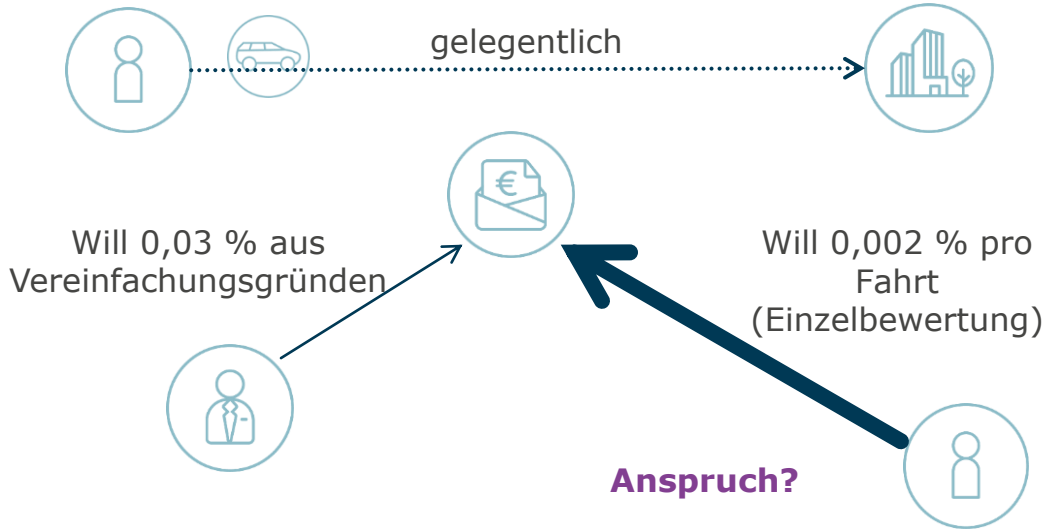 gelegentlich
€
Will 0,03 % aus
Vereinfachungsgründen
Will 0,002 % pro
Fahrt
(Einzelbewertung)
Anspruch?